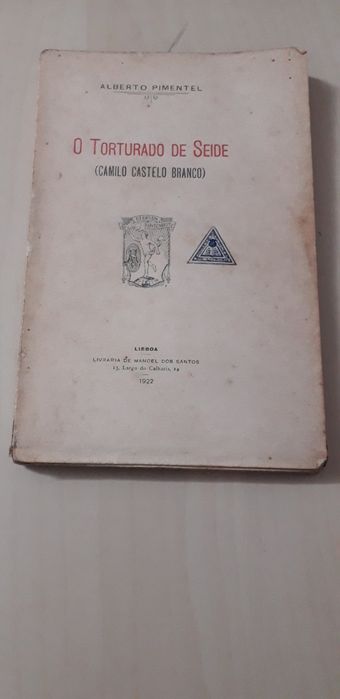 ALBERTO PIMENTEL
O TORTURADO DE SEIDE
(CAMILO CASTELO BRANCO)
LISBOA
LIVRARIA DE MANOEL DOS SANTOS
13, Largo do Calhariz, 14
1922